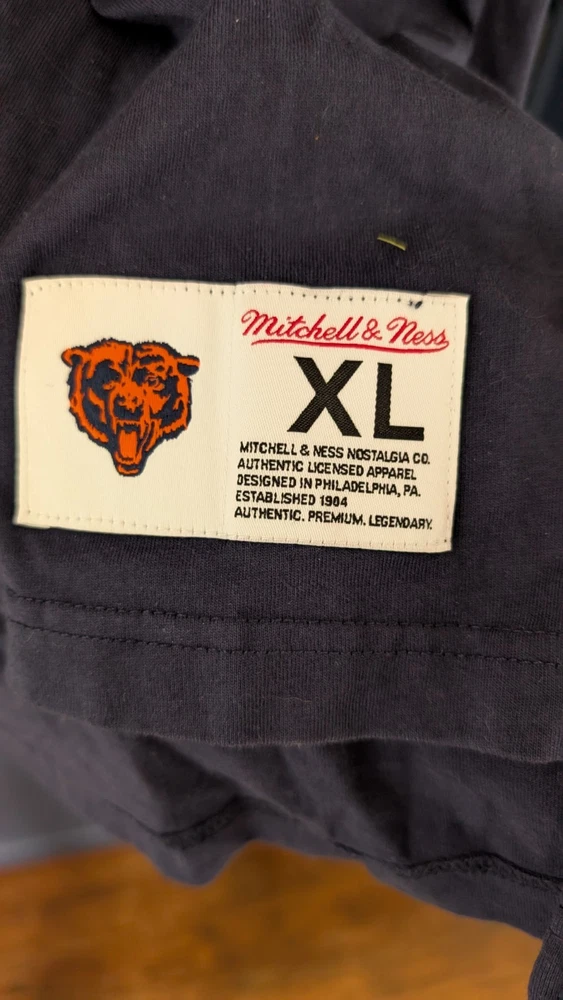 Mitchell & Ness
XL
MITCHELL & NESS NOSTALGIA CO.
AUTHENTIC LICENSED APPAREL
DESIGNED IN PHILADELPHIA, PA.
ESTABLISHED 1904
AUTHENTIC. PREMIUM. LEGENDARY.